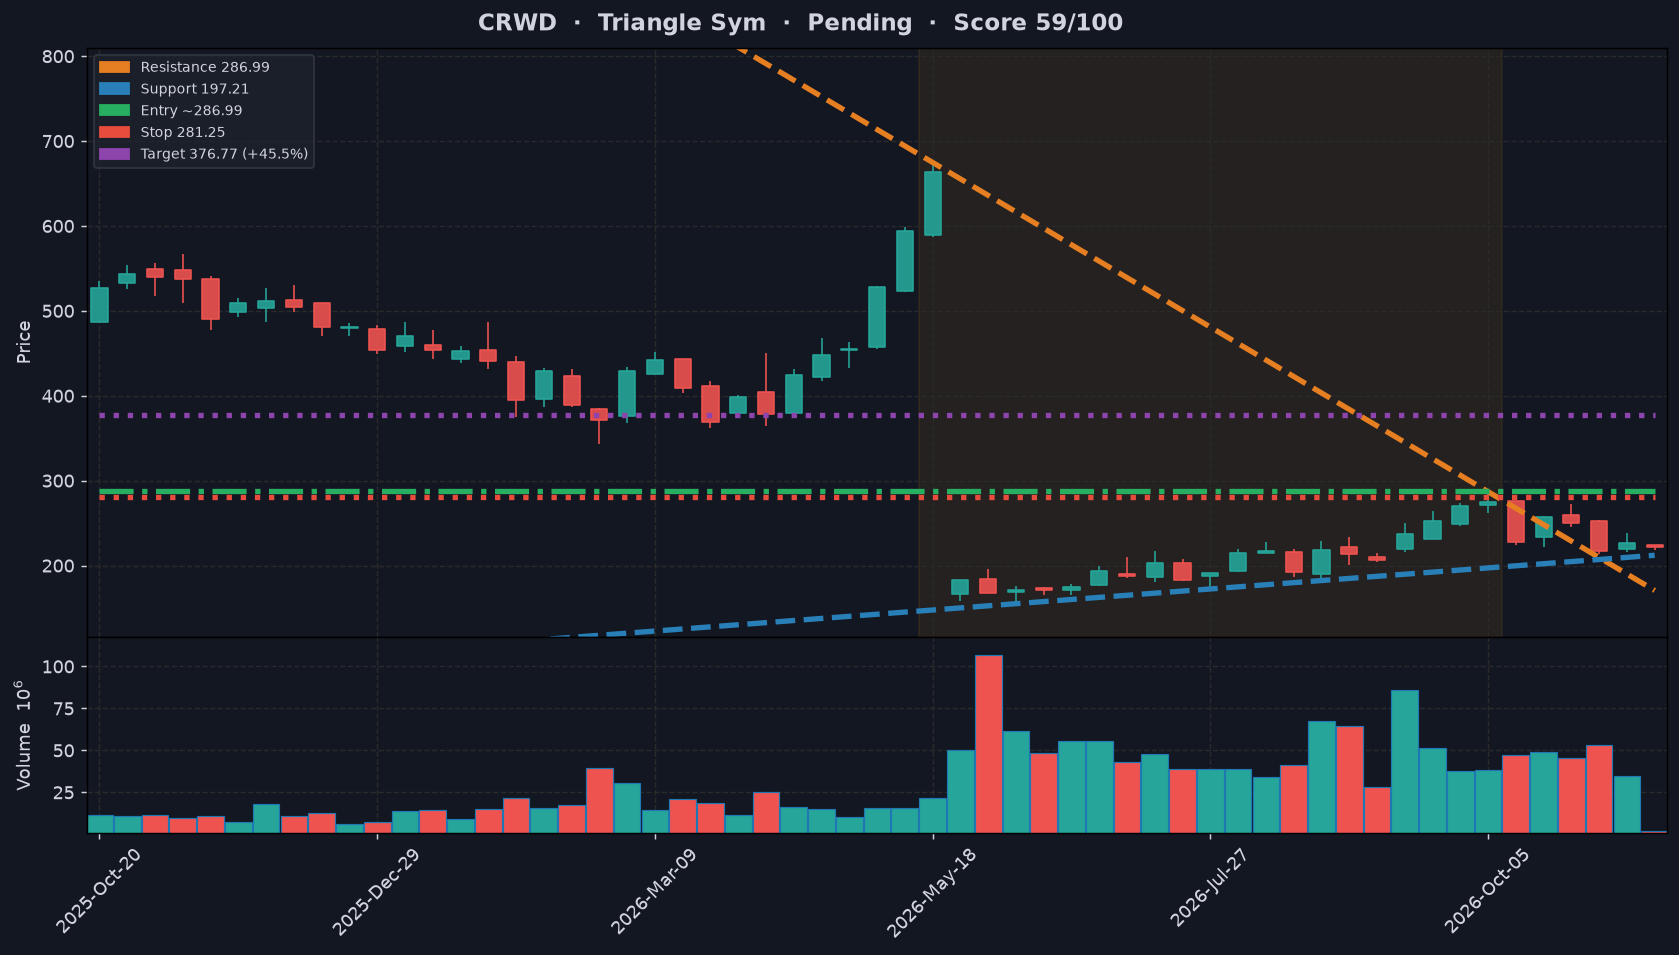 CRWD · Triangle Sym · Pending · Score 59/100
Resistance 286.99
Support 197.21
Entry ~286.99
Stop 281.25
Target 376.77 (+45.5%)
Price
800
700
600
500
400
300
200
Volume 10⁶
100
75
50
25
2025-Oct-20
2025-Dec-29
2026-Mar-09
2026-May-18
2026-Jul-27
2026-Oct-05